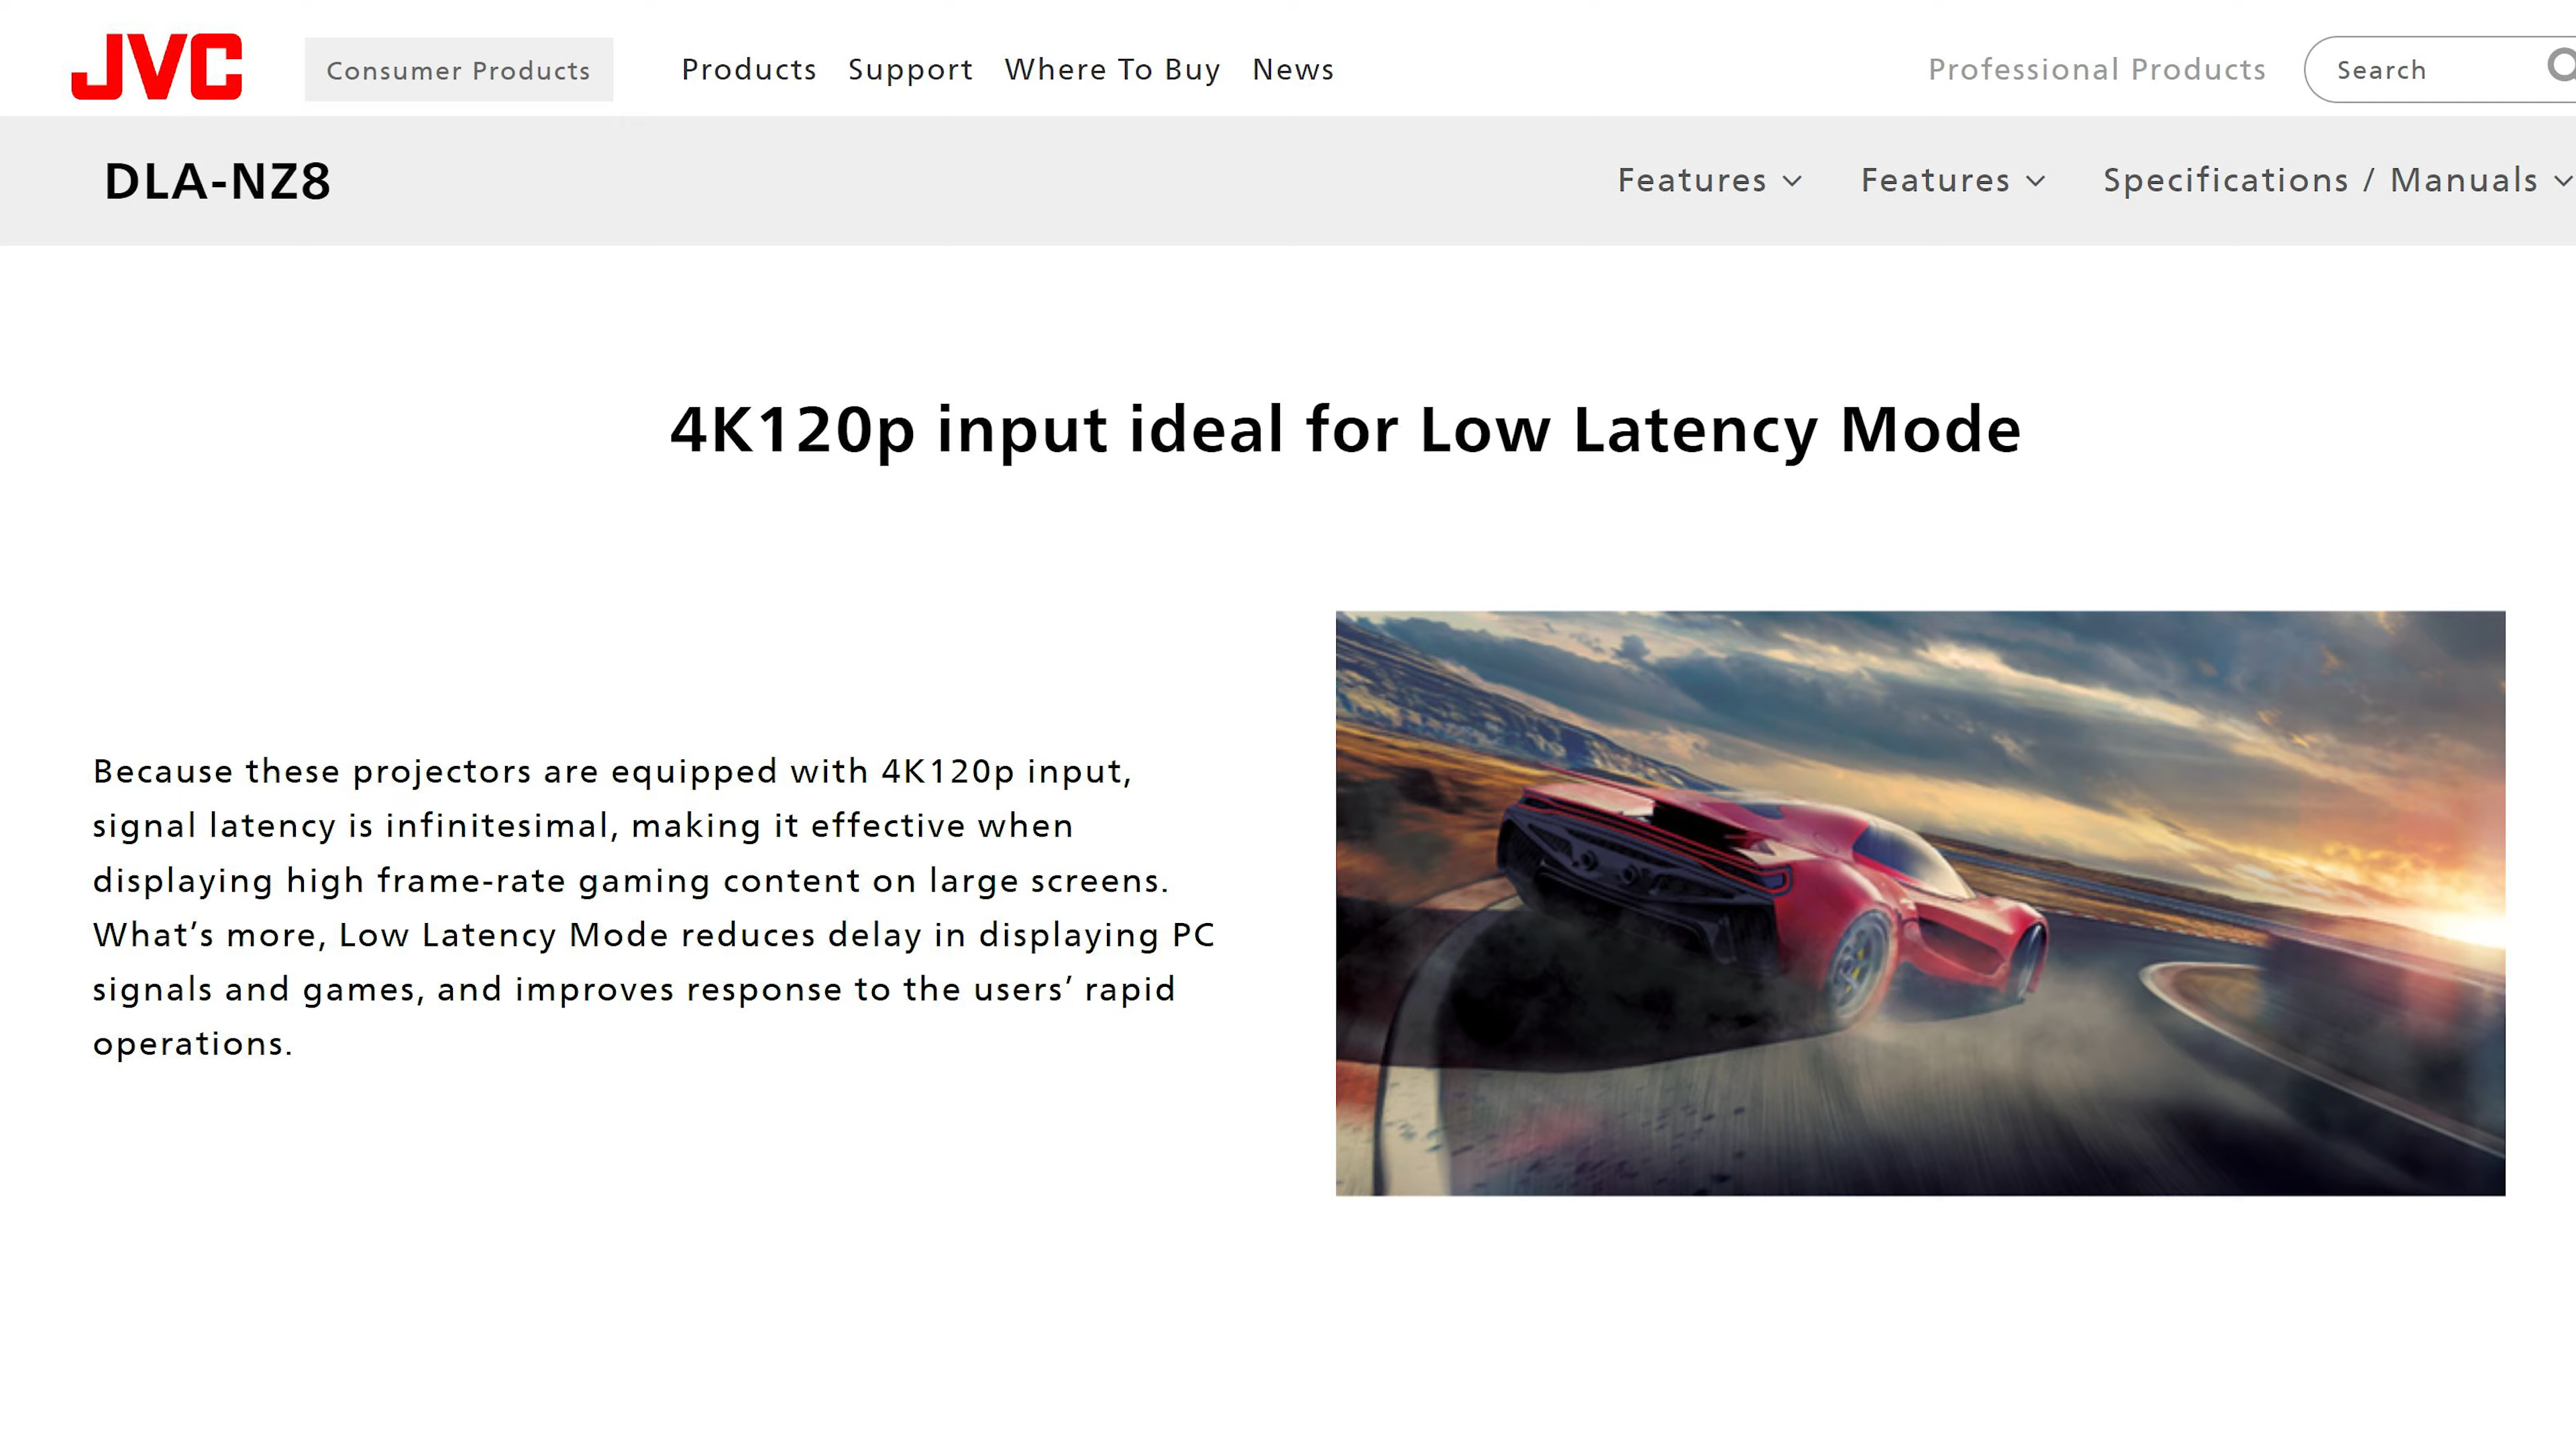 JVC
Consumer Products
Products
Support
Where To Buy
News
Professional Products
Search
DLA-NZ8
Features
Features
Specifications / Manuals
4K120p input ideal for Low Latency Mode
Because these projectors are equipped with 4K120p input,
signal latency is infinitesimal, making it effective when
displaying high frame-rate gaming content on large screens.
What’s more, Low Latency Mode reduces delay in displaying PC
signals and games, and improves response to the users’ rapid
operations.